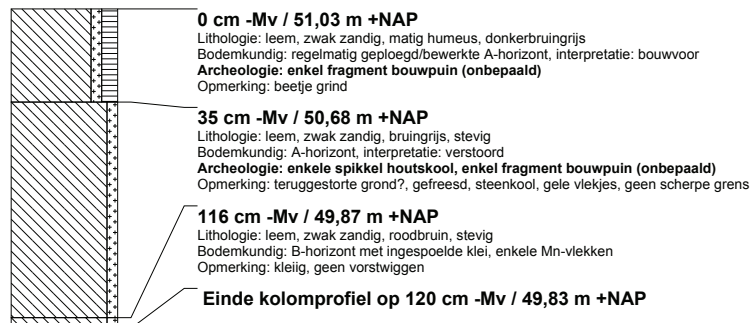 0 cm -Mv / 51,03 m +NAP
Lithologie: leem, zwak zandig, matig humeus, donkerbruingrijs
Bodemkundig: regelmatig geploegd/bewerkte A-horizont, interpretatie: bouwvoor
Archeologie: enkel fragment bouwpuin (onbepaald)
Opmerking: beetje grind
35 cm -Mv / 50,68 m +NAP
Lithologie: leem, zwak zandig, bruingrijs, stevig
Bodemkundig: A-horizont, interpretatie: verstoord
Archeologie: enkele spikkel houtskool, enkel fragment bouwpuin (onbepaald)
Opmerking: teruggestorte grond?, gefreesd, steenkool, gele vlekjes, geen scherpe grens
116 cm -Mv / 49,87 m +NAP
Lithologie: leem, zwak zandig, roodbruin, stevig
Bodemkundig: B-horizont met ingespoelde klei, enkele Mn-vlekken
Opmerking: kleiig, geen vorstwiggen
Einde kolomprofiel op 120 cm -Mv / 49,83 m +NAP